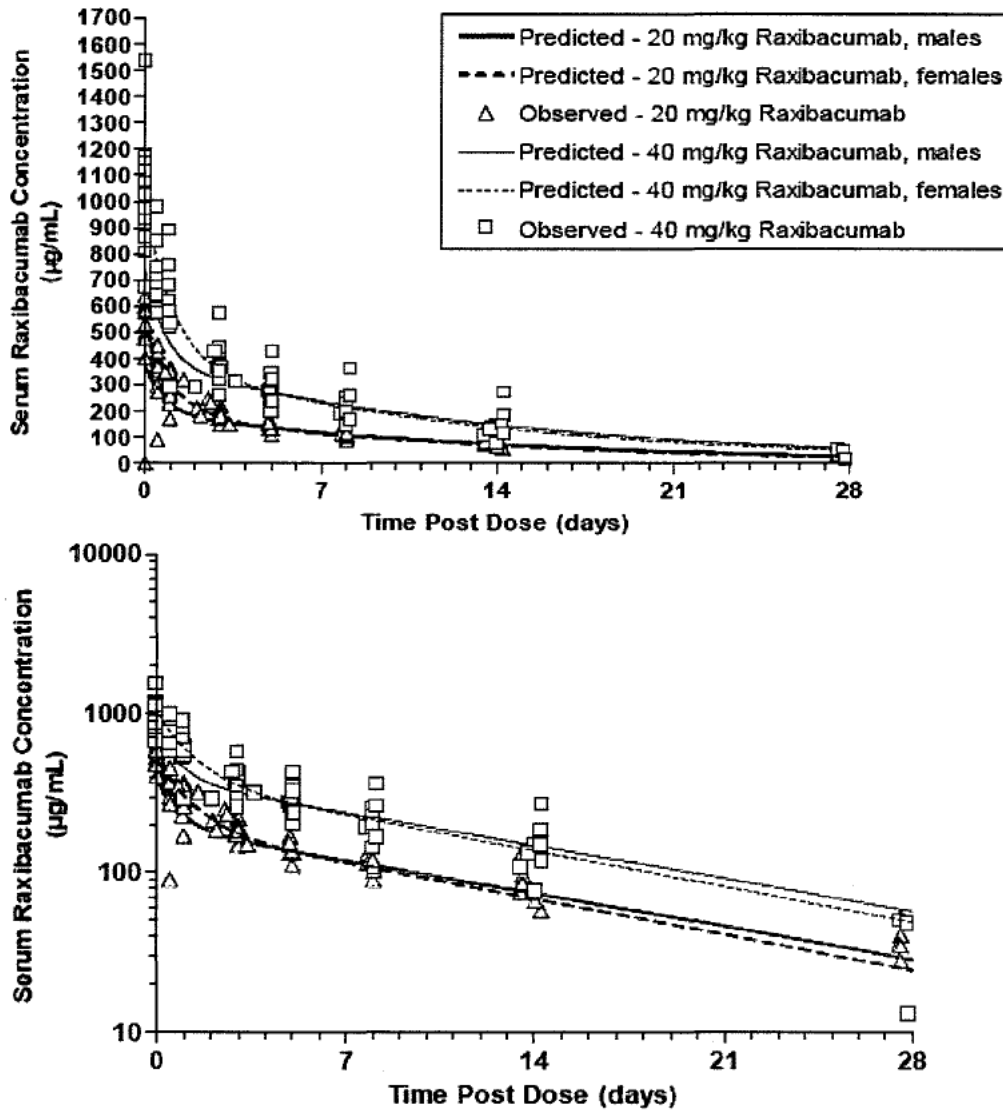 1700
1600
1500
1400
1300
1200
1100
1000
900
800
700
600
500
400
300
200
100
0
Serum Raxibacumab Concentration
(µg/mL)
Predicted - 20 mg/kg Raxibacumab, males
Predicted - 20 mg/kg Raxibacumab, females
Observed - 20 mg/kg Raxibacumab
Predicted - 40 mg/kg Raxibacumab, males
Predicted - 40 mg/kg Raxibacumab, females
Observed - 40 mg/kg Raxibacumab
0 7 14 21 28
Time Post Dose (days)
10000
1000
100
10
Serum Raxibacumab Concentration
(µg/mL)
0 7 14 21 28
Time Post Dose (days)